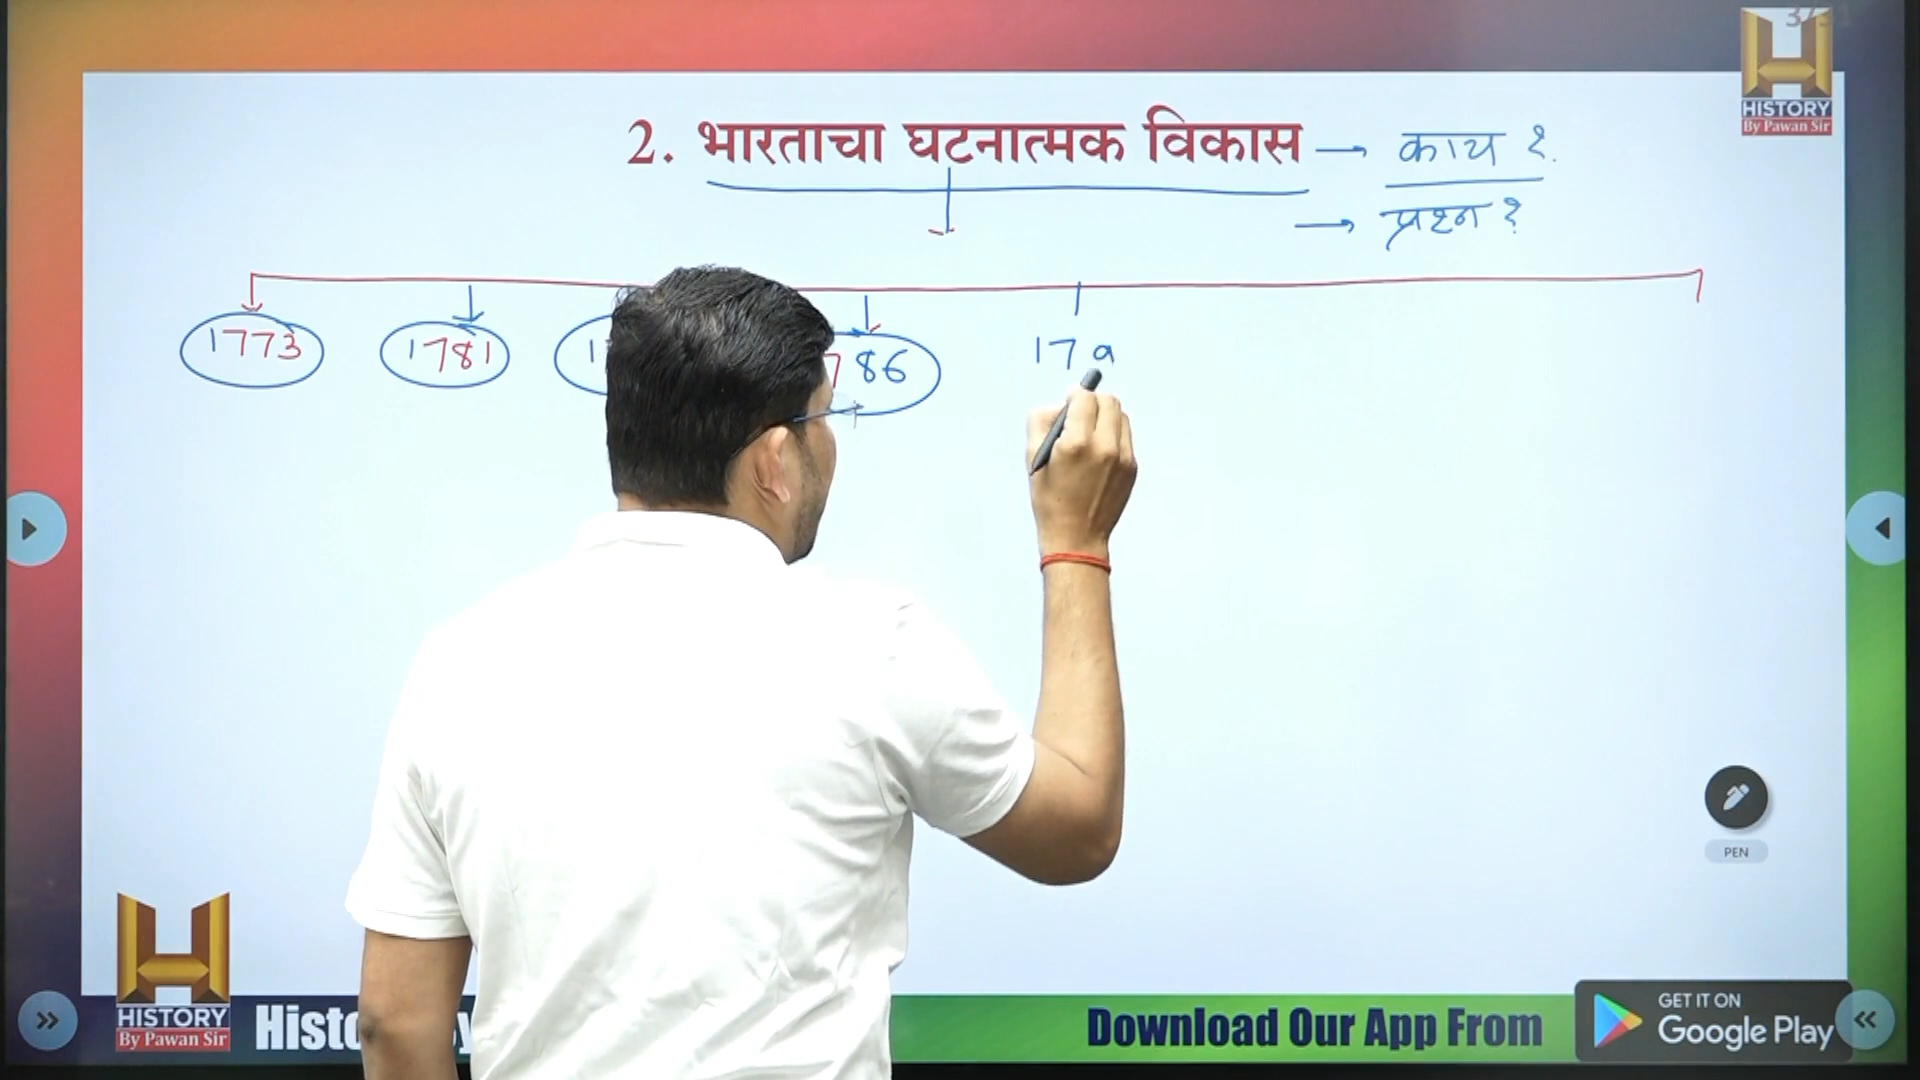 HISTORY
By Pawan Sir
2. भारताचा घटनात्मक विकास → काय ?
→ प्रश्न ?
1773 1781 86 17
PEN
HISTORY
By Pawan Sir
Download Our App From
GET IT ON
Google Play